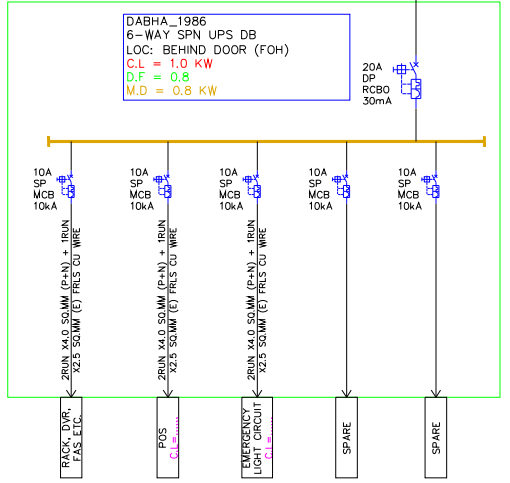 DABHA_1986
6-WAY SPN UPS DB
LOC: BEHIND DOOR (FOH)
C.L = 1.0 KW
D.F = 0.8
M.D = 0.8 KW
20A
DP
RCBO
30mA
10A
SP
MCB
10kA
10A
SP
MCB
10kA
10A
SP
MCB
10kA
10A
SP
MCB
10kA
10A
SP
MCB
10kA
2RUN X4.0 SQ.MM (P+N) + 1RUN
X2.5 SQ.MM (E) FRLS CU WIRE
2RUN X4.0 SQ.MM (P+N) + 1RUN
X2.5 SQ.MM (E) FRLS CU WIRE
2RUN X4.0 SQ.MM (P+N) + 1RUN
X2.5 SQ.MM (E) FRLS CU WIRE
RACK, DVR,
FAS ETC.
POS
C.L=......
EMERGENCY
LIGHT CIRCUIT
C.L=......
SPARE
SPARE